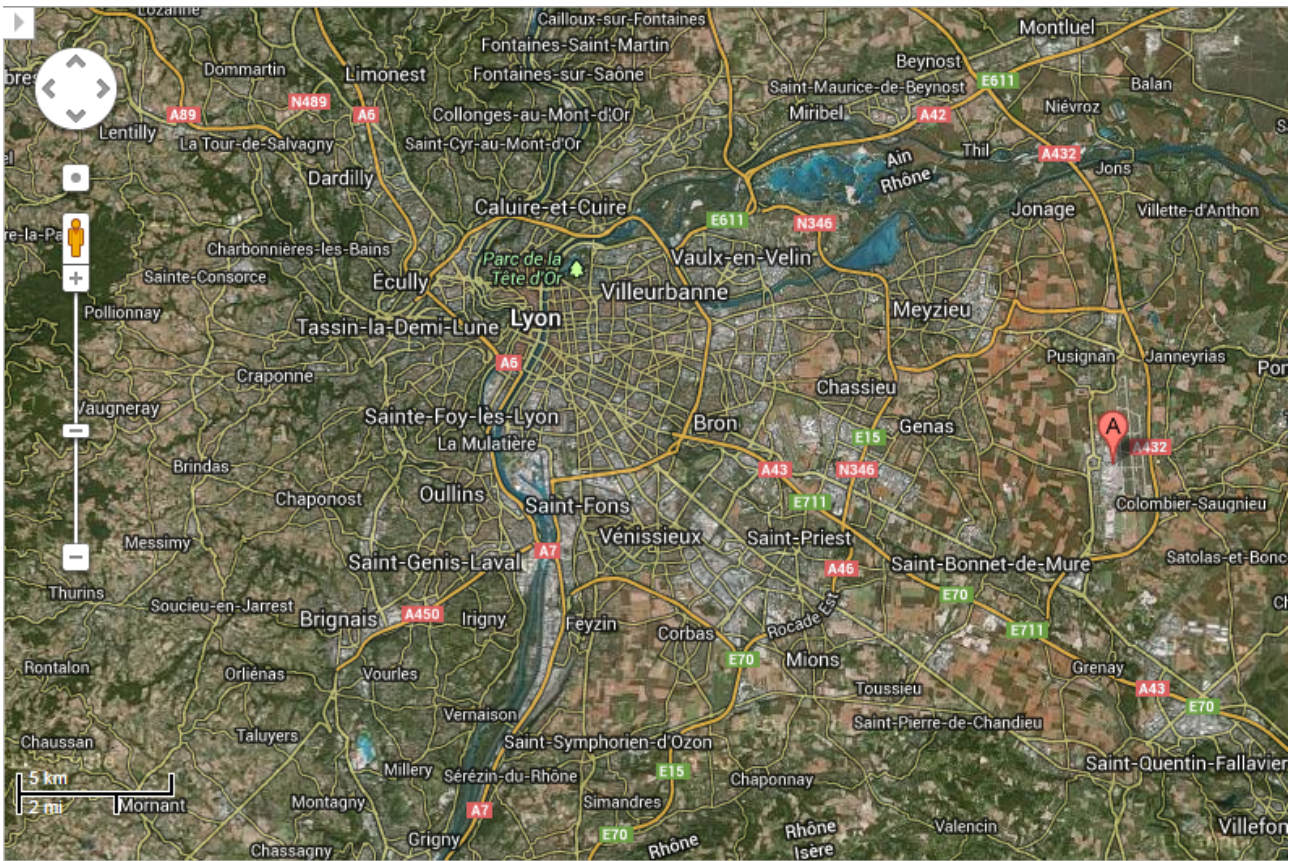 Lozanne
Cailloux-sur-Fontaines
Montluel
Fontaines-Saint-Martin
Beynost
Dommartin
Limonest
Fontaines-sur-Saône
E611
Saint-Maurice-de-Beynost
Balan
N489
A89
A6
Collonges-au-Mont-d'Or
Miribel
A42
Niévroz
Lentilly
La Tour-de-Salvagny
Saint-Cyr-au-Mont-d'Or
Ain
Rhône
Thil
A432
Jons
Dardilly
Caluire-et-Cuire
E611
N346
Jonage
Villette-d'Anthon
re-la-Pa
Charbonnières-les-Bains
Parc de la
Tête d'Or
Vaulx-en-Velin
Sainte-Consorce
Écully
Villeurbanne
Pollionnay
Tassin-la-Demi-Lune
Lyon
Meyzieu
A6
Pusignan
Janneyrias
Pon
Craponne
Chassieu
Vaugneray
Sainte-Foy-lès-Lyon
Bron
Genas
A
La Mulatière
E15
A432
Brindas
A43
N346
Chaponost
Oullins
Saint-Fons
E711
Colombier-Saugnieu
Messimy
Vénissieux
Saint-Priest
A7
Saint-Genis-Laval
A46
Saint-Bonnet-de-Mure
Satolas-et-Bonc
Thurins
Soucieu-en-Jarrest
Brignais
A450
Irigny
Feyzin
Corbas
Rocade Est
E70
E711
Ch
Rontalon
Orliénas
Vourles
E70
Mions
Grenay
Toussieu
A43
E70
Vernaison
Saint-Pierre-de-Chandieu
Chaussan
Taluyers
Saint-Symphorien-d'Ozon
Millery
Sérézin-du-Rhône
E15
Chaponnay
Saint-Quentin-Fallavier
5 km
2 mi
Mornant
Montagny
A7
Simandres
Chassagny
Grigny
E70
Rhône
Rhône
Isère
Valencin
Villefon